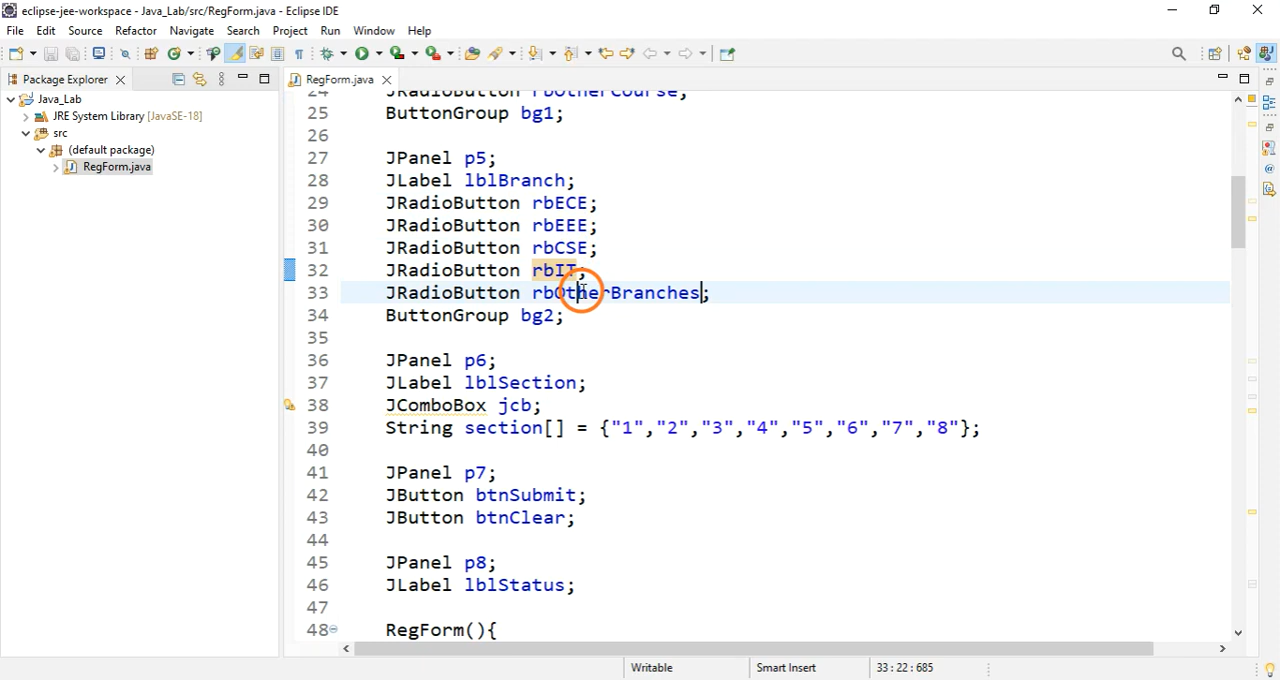 eclipse-jee-workspace - Java_Lab/src/RegForm.java - Eclipse IDE
File Edit Source Refactor Navigate Search Project Run Window Help
Package Explorer
RegForm.java
Java_Lab
JRE System Library [JavaSE-18]
src
(default package)
RegForm.java
24 JRadioButton rbOtherCourse;
25 ButtonGroup bg1;
26
27 JPanel p5;
28 JLabel lblBranch;
29 JRadioButton rbECE;
30 JRadioButton rbEEE;
31 JRadioButton rbCSE;
32 JRadioButton rbIT;
33 JRadioButton rbOtherBranches;
34 ButtonGroup bg2;
35
36 JPanel p6;
37 JLabel lblSection;
38 JComboBox jcb;
39 String section[] = {"1","2","3","4","5","6","7","8"};
40
41 JPanel p7;
42 JButton btnSubmit;
43 JButton btnClear;
44
45 JPanel p8;
46 JLabel lblStatus;
47
48 RegForm(){
Writable Smart Insert 33 : 22 : 685